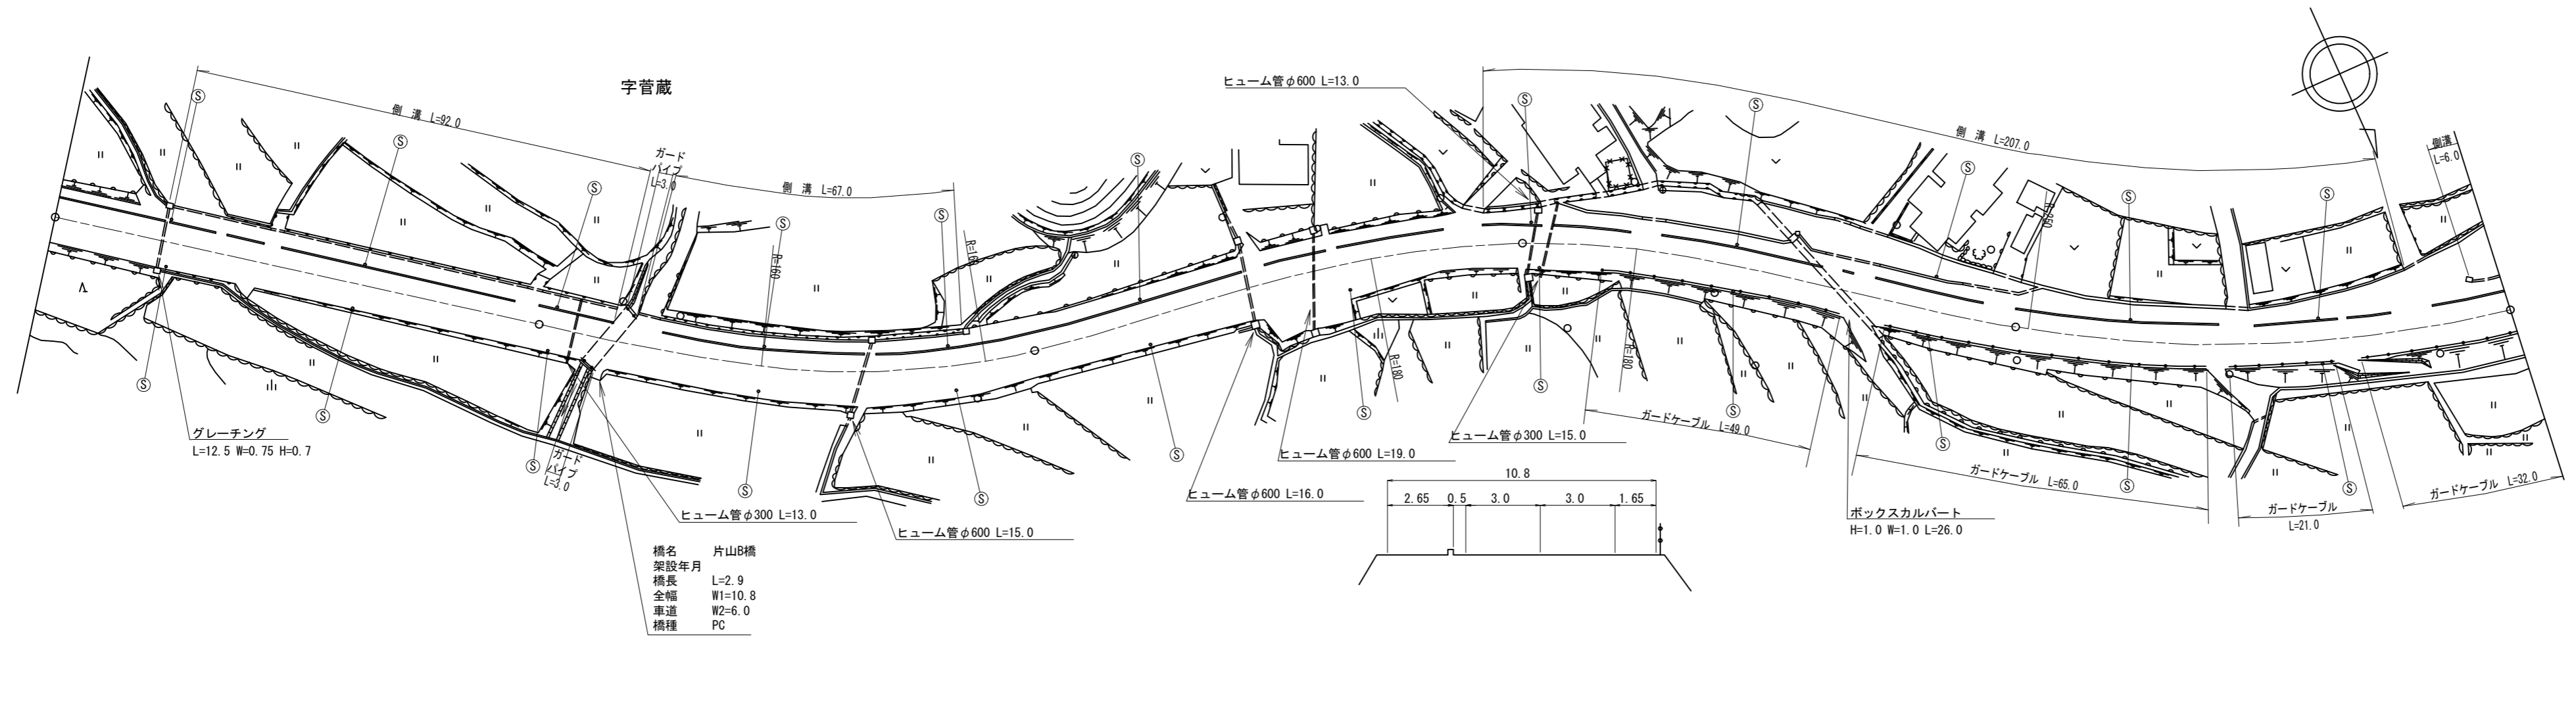 字菅蔵
側 溝 L=92.0
ガード
パイプ
L=3.0
側 溝 L=67.0
ヒューム管φ600 L=13.0
側 溝 L=207.0
側溝
L=6.0
Ⓢ
Ⓢ
Ⓢ
Ⓢ
Ⓢ
Ⓢ
Ⓢ
Ⓢ
Ⓢ
Ⓢ
Ⓢ
Ⓢ
R=160
R=160
R=180
R=180
R=250
Ⓢ
Ⓢ
Ⓢ
Ⓢ
Ⓢ
Ⓢ
Ⓢ
Ⓢ
Ⓢ
Ⓢ
Ⓢ
Ⓢ
グレーチング
L=12.5 W=0.75 H=0.7
ガード
パイプ
L=3.0
ヒューム管φ300 L=13.0
ヒューム管φ600 L=15.0
ヒューム管φ600 L=16.0
ヒューム管φ600 L=19.0
ヒューム管φ300 L=15.0
ガードケーブル L=49.0
ガードケーブル L=65.0
ガードケーブル
L=21.0
ガードケーブル L=32.0
ボックスカルバート
H=1.0 W=1.0 L=26.0
10.8
2.65 0.5 3.0 3.0 1.65
橋名 片山B橋
架設年月
橋長 L=2.9
全幅 W1=10.8
車道 W2=6.0
橋種 PC